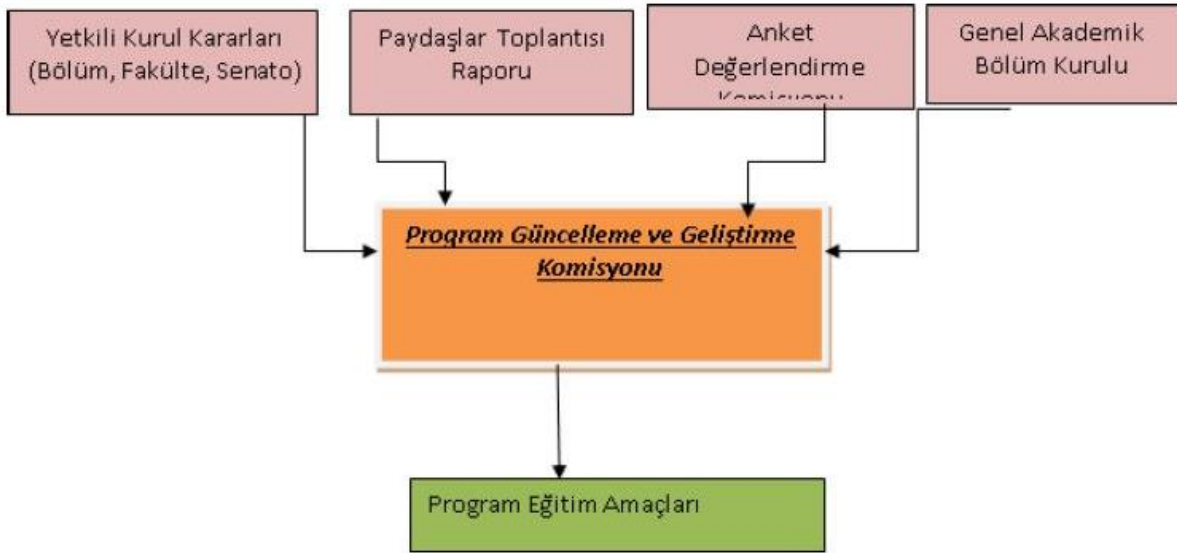 Yetkili Kurul Kararları
(Bölüm, Fakülte, Senato)
Paydaşlar Toplantısı
Raporu
Anket
Değerlendirme
Komisyonu
Genel Akademik
Bölüm Kurulu
Program Güncelleme ve Geliştirme
Komisyonu
Program Eğitim Amaçları